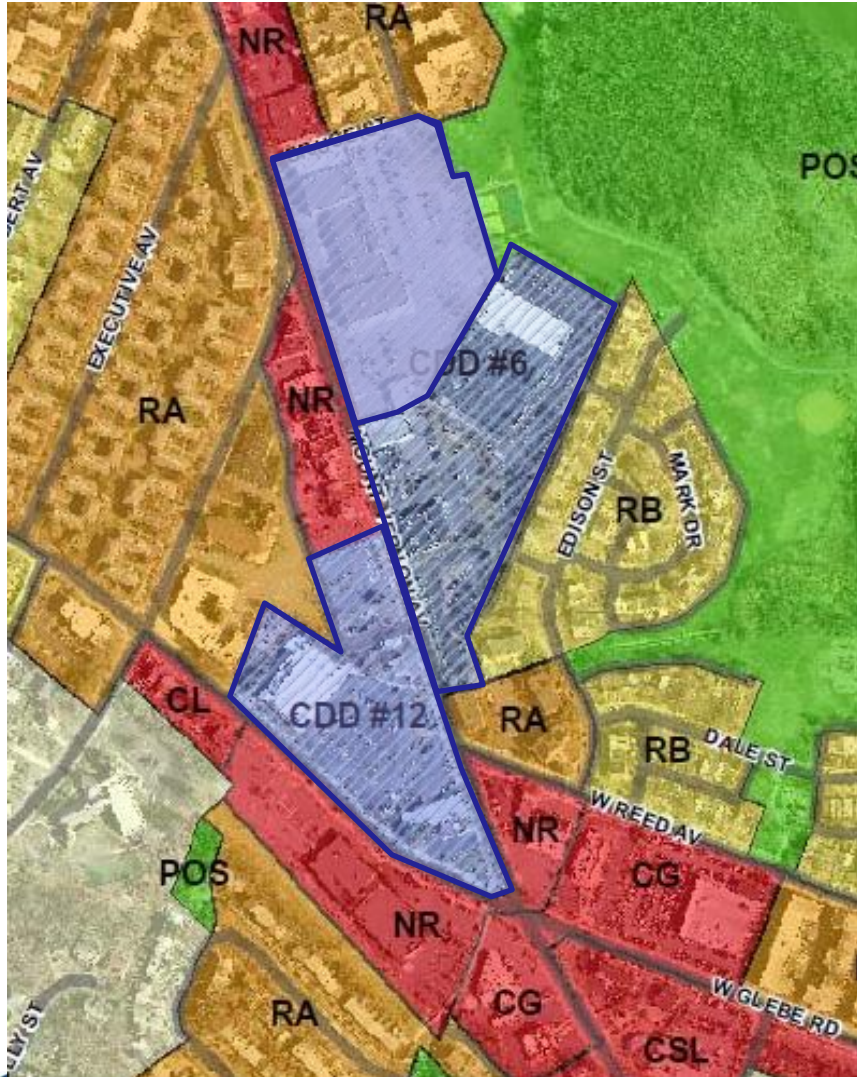 RA
NR
POS
EXECUTIVE AV
CDD #6
RA
NR
EDISON ST
MARK DR
RB
CDD #12
CL
RA
RB
DALE ST
W REED AV
NR
CG
POS
NR
CG
W GLEBE RD
RA
CSL